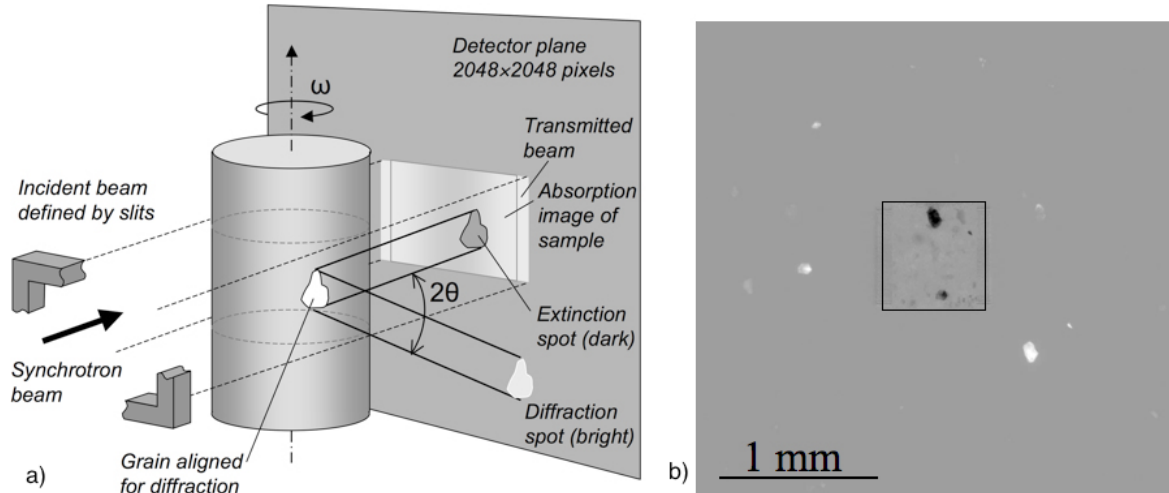 Detector plane
2048×2048 pixels
ω
Transmitted
beam
Incident beam
defined by slits
Absorption
image of
sample
2θ
Extinction
spot (dark)
Synchrotron
beam
Diffraction
spot (bright)
Grain aligned
for diffraction
a)
b)
1 mm